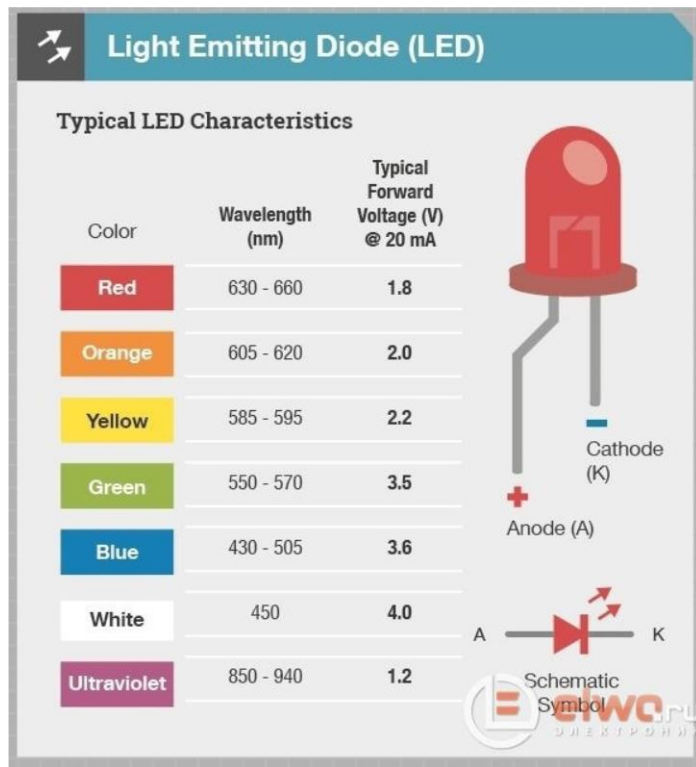 Light Emitting Diode (LED)
Typical LED Characteristics
Color
Wavelength
(nm)
Typical
Forward
Voltage (V)
@ 20 mA
Red 630 - 660 1.8
Orange 605 - 620 2.0
Yellow 585 - 595 2.2
Green 550 - 570 3.5
Blue 430 - 505 3.6
White 450 4.0
Ultraviolet 850 - 940 1.2
Cathode
(K)
Anode (A)
A K
Schematic
Symbol
elwo.ru